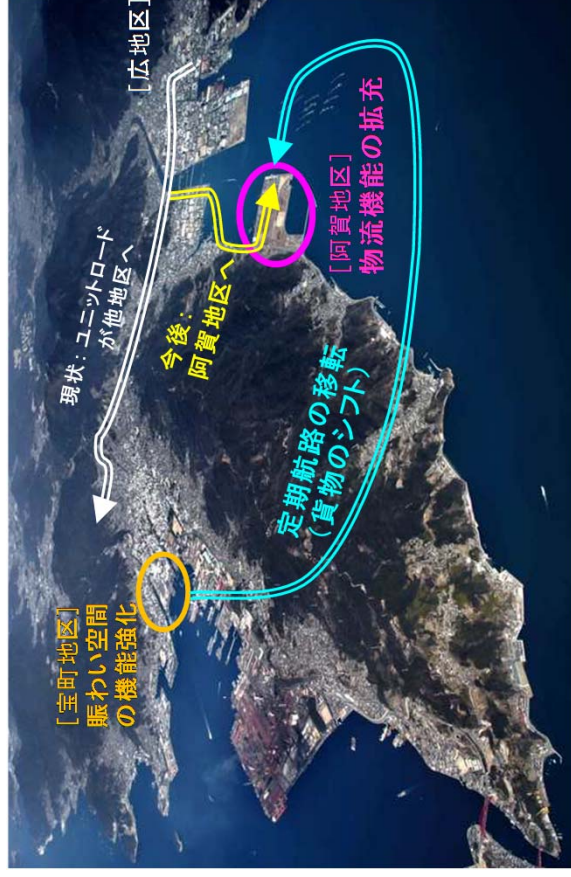 [広地区]
現状：ユニットロード
が他地区へ
今後：
阿賀地区へ
[阿賀地区]
物流機能の拡充
定期航路の移転
（貨物のシフト）
[宝町地区]
賑わい空間
の機能強化